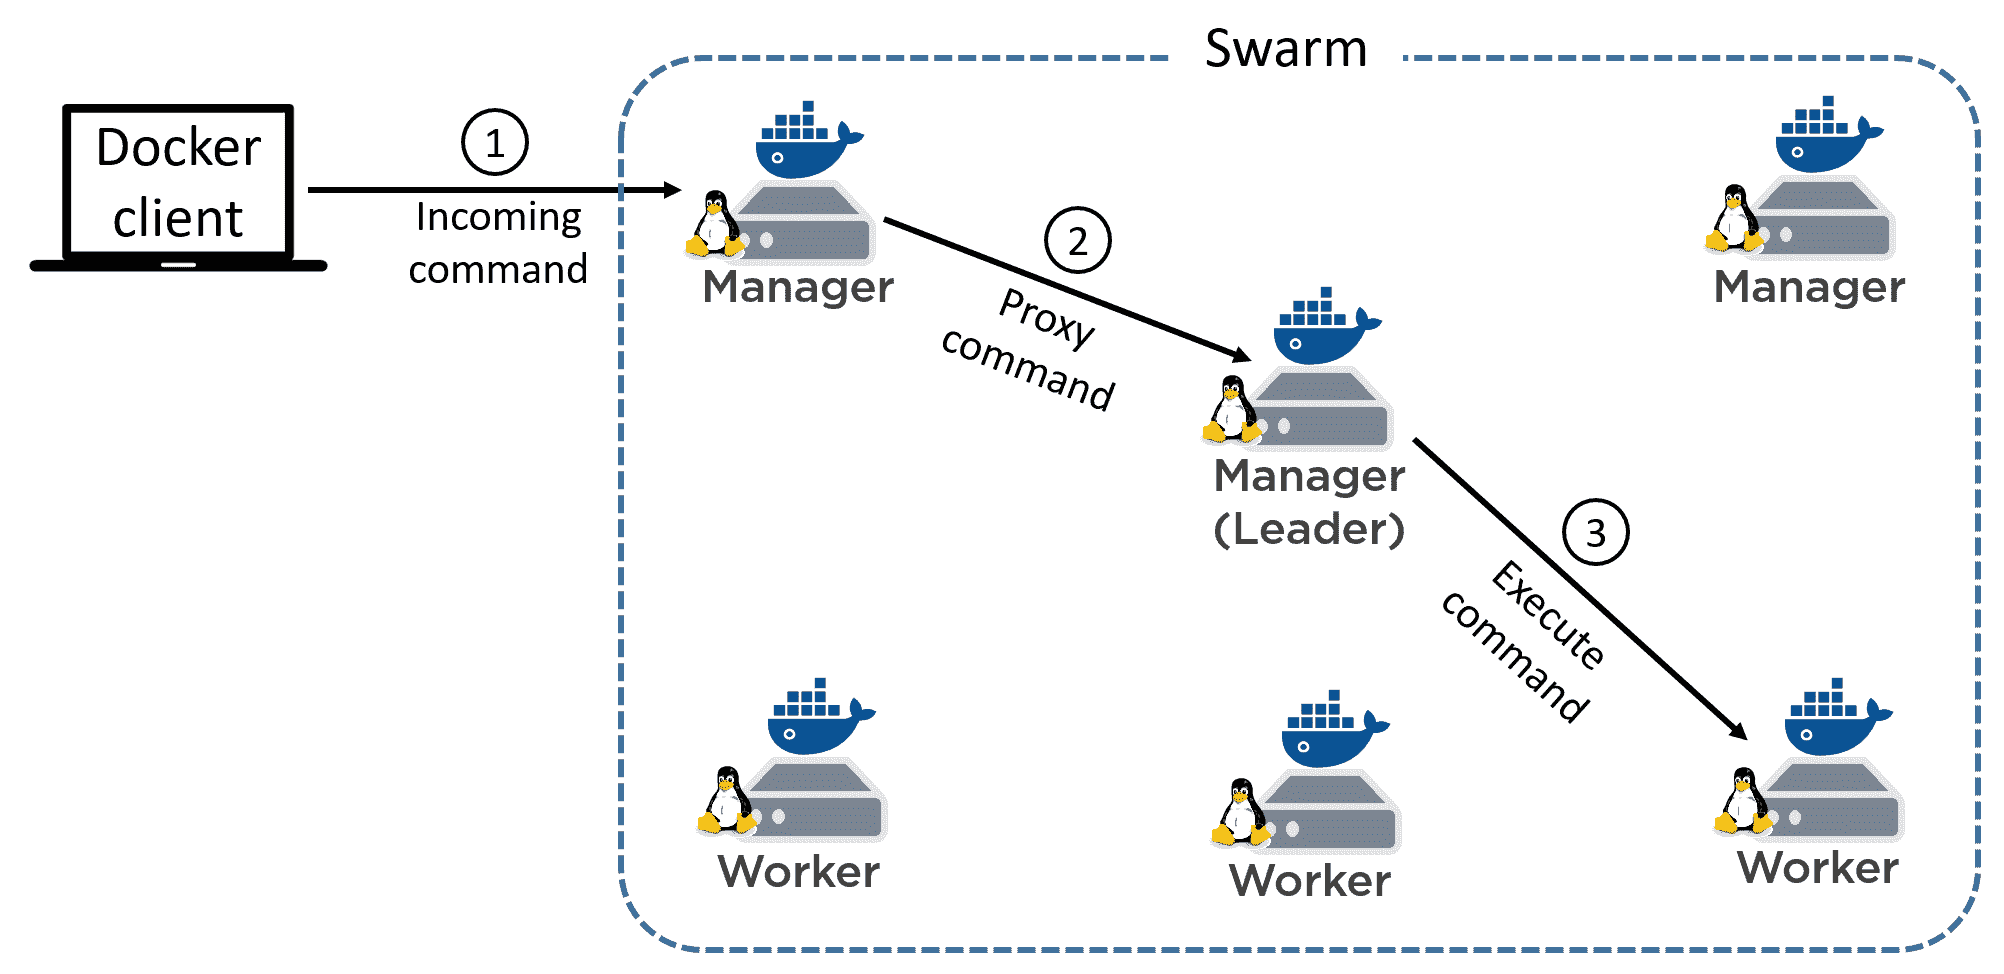 Swarm
Docker
client
1
Incoming
command
Manager
2
Proxy
command
Manager
Manager
(Leader)
3
Execute
command
Worker
Worker
Worker